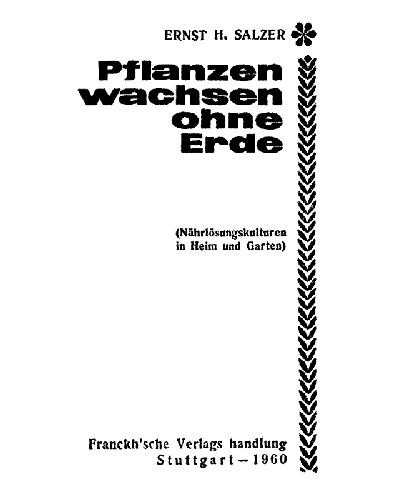 ERNST H. SALZER
Pflanzen
wachsen
ohne
Erde
(Nährlösungskulturen
in Heim und Garten)
Franckh'sche Verlags handlung
Stuttgart – 1960